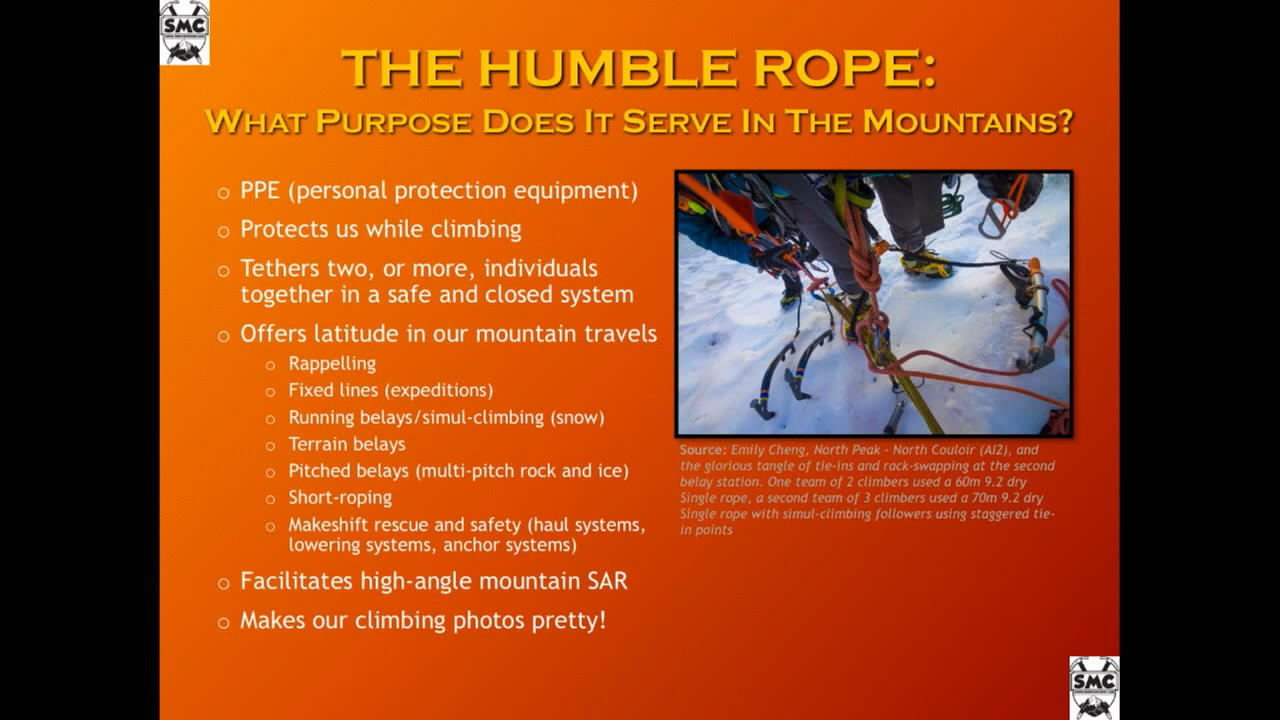 SMC
THE HUMBLE ROPE:
WHAT PURPOSE DOES IT SERVE IN THE MOUNTAINS?
PPE (personal protection equipment)
Protects us while climbing
Tethers two, or more, individuals
together in a safe and closed system
Offers latitude in our mountain travels
Rappelling
Fixed lines (expeditions)
Running belays/simul-climbing (snow)
Terrain belays
Pitched belays (multi-pitch rock and ice)
Short-roping
Makeshift rescue and safety (haul systems,
lowering systems, anchor systems)
Facilitates high-angle mountain SAR
Makes our climbing photos pretty!
Source: Emily Cheng, North Peak - North Couloir (AI2), and
the glorious tangle of tie-ins and rack-swapping at the second
belay station. One team of 2 climbers used a 60m 9.2 dry
Single rope, a second team of 3 climbers used a 70m 9.2 dry
Single rope with simul-climbing followers using staggered tie-
in points
SMC